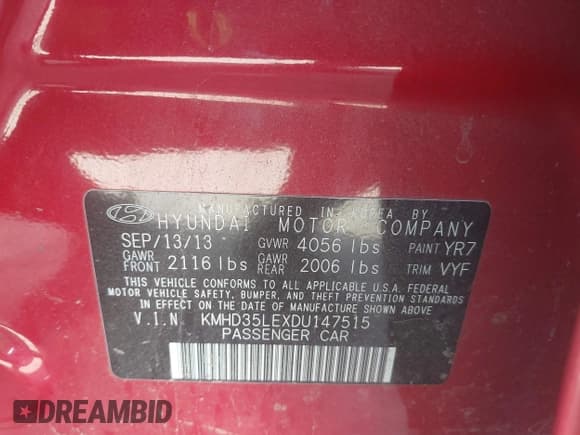 MANUFACTURED IN KOREA BY
HYUNDAI MOTOR COMPANY
SEP/13/13 GVWR 4056 lbs PAINT YR7
GAWR FRONT 2116 lbs GAWR REAR 2006 lbs TRIM VYF
THIS VEHICLE CONFORMS TO ALL APPLICABLE U.S.A. FEDERAL
MOTOR VEHICLE SAFETY, BUMPER, AND THEFT PREVENTION STANDARDS
IN EFFECT ON THE DATE OF MANUFACTURE SHOWN ABOVE
V.I.N KMHD35LEXDU147515
PASSENGER CAR
DREAMBID